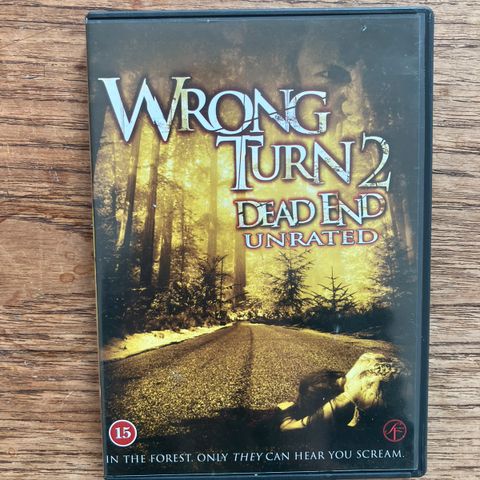 WRONG
TURN 2
DEAD END
UNRATED
15
IN THE FOREST. ONLY THEY CAN HEAR YOU SCREAM.